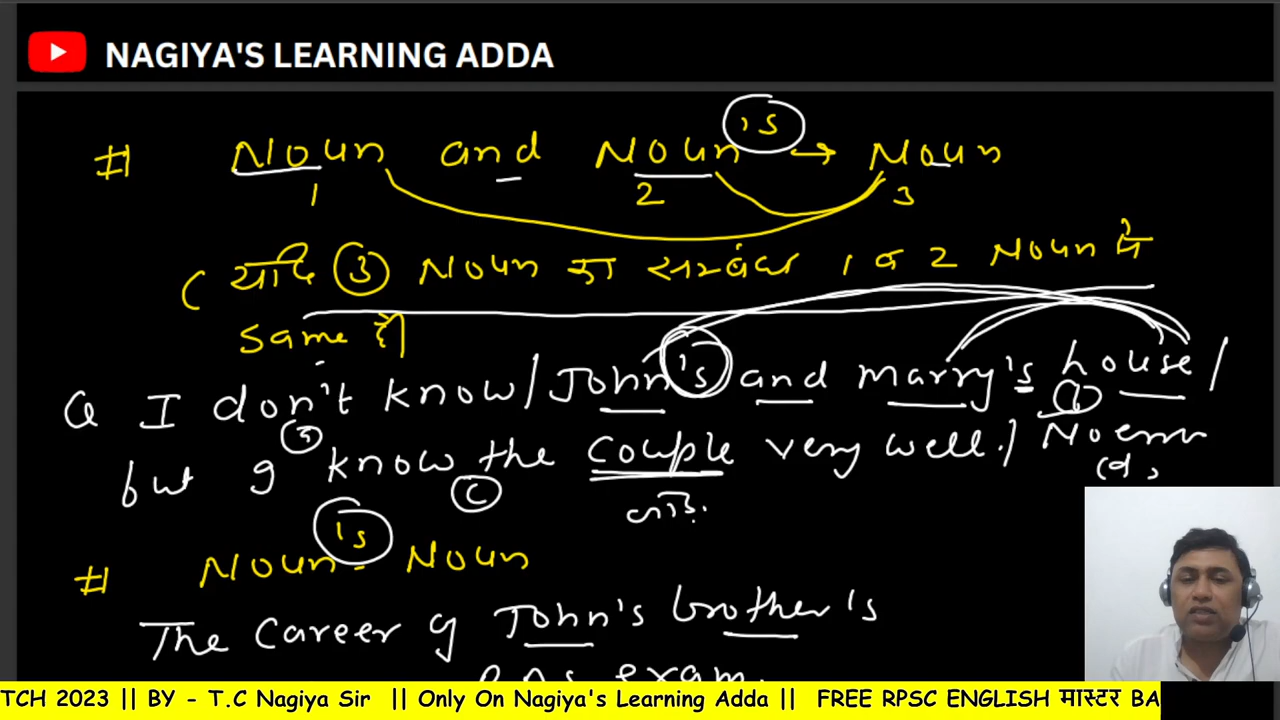 NAGIYA'S LEARNING ADDA
# Noun and Noun's → Noun
1 2 3
( यदि ③ Noun का सम्बंध 1 व 2 Noun से
same है।
Q I don't know / John's and marry's house /
but I know the couple very well. / No error
# Noun's Noun
The career of John's brother's
exam.
TCH 2023 || BY - T.C Nagiya Sir || Only On Nagiya's Learning Adda || FREE RPSC ENGLISH मास्टर BA